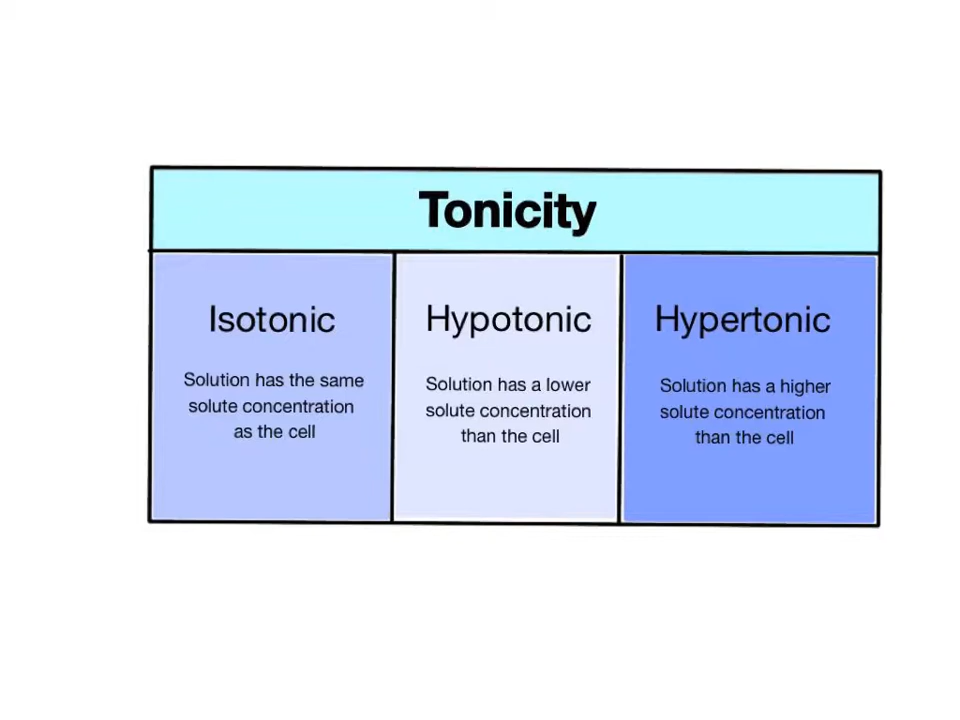 Tonicity
Isotonic
Solution has the same
solute concentration
as the cell
Hypotonic
Solution has a lower
solute concentration
than the cell
Hypertonic
Solution has a higher
solute concentration
than the cell